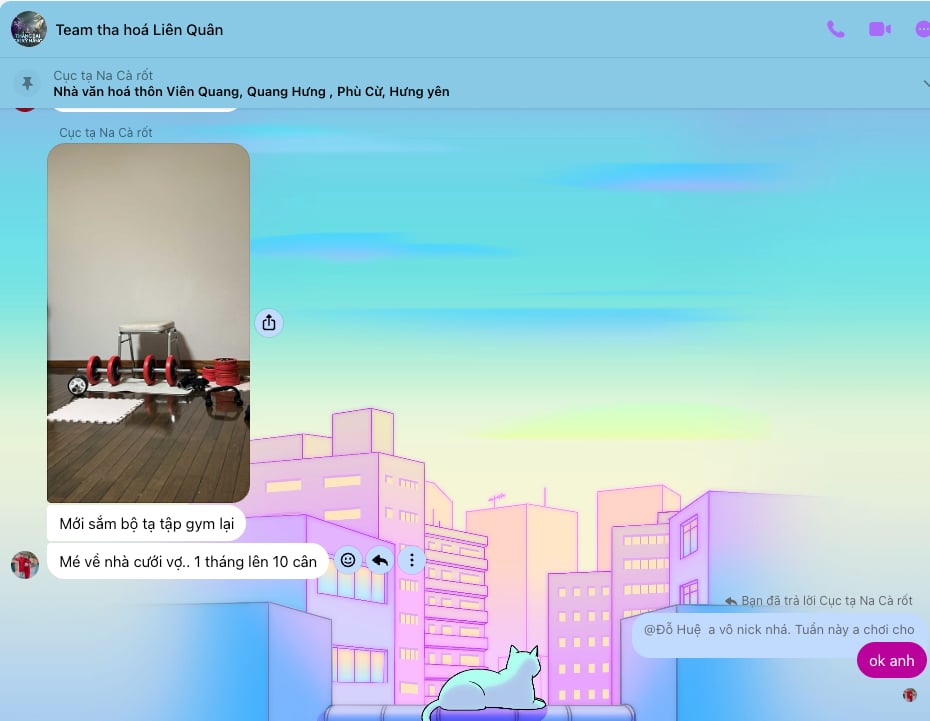 Team tha hoá Liên Quân
Cục tạ Na Cà rốt
Nhà văn hoá thôn Viên Quang, Quang Hưng , Phù Cừ, Hưng yên
Cục tạ Na Cà rốt
Mới sắm bộ tạ tập gym lại
Mé về nhà cưới vợ.. 1 tháng lên 10 cân
Bạn đã trả lời Cục tạ Na Cà rốt
@Đỗ Huệ a vô nick nhá. Tuần này a chơi cho
ok anh